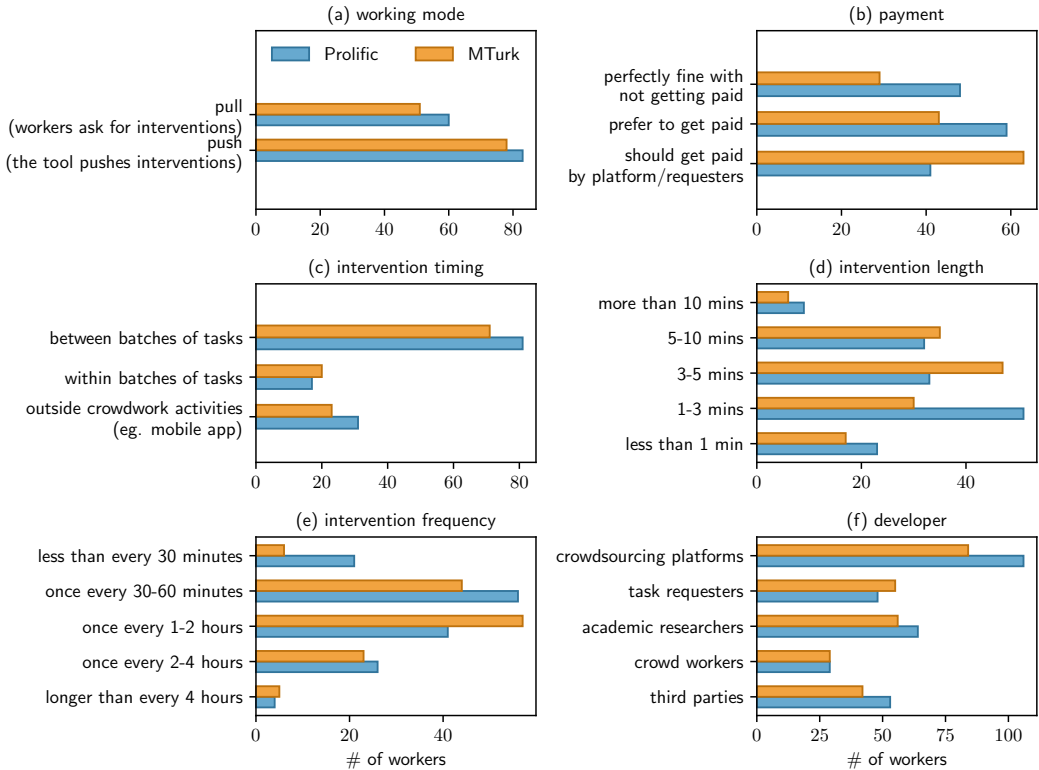 (a) working mode
Prolific
MTurk
pull
(workers ask for interventions)
push
(the tool pushes interventions)
0 20 40 60 80
(b) payment
perfectly fine with
not getting paid
prefer to get paid
should get paid
by platform/requesters
0 20 40 60
(c) intervention timing
between batches of tasks
within batches of tasks
outside crowdwork activities
(eg. mobile app)
0 20 40 60 80
(d) intervention length
more than 10 mins
5-10 mins
3-5 mins
1-3 mins
less than 1 min
0 20 40
(e) intervention frequency
less than every 30 minutes
once every 30-60 minutes
once every 1-2 hours
once every 2-4 hours
longer than every 4 hours
0 20 40
# of workers
(f) developer
crowdsourcing platforms
task requesters
academic researchers
crowd workers
third parties
0 25 50 75 100
# of workers